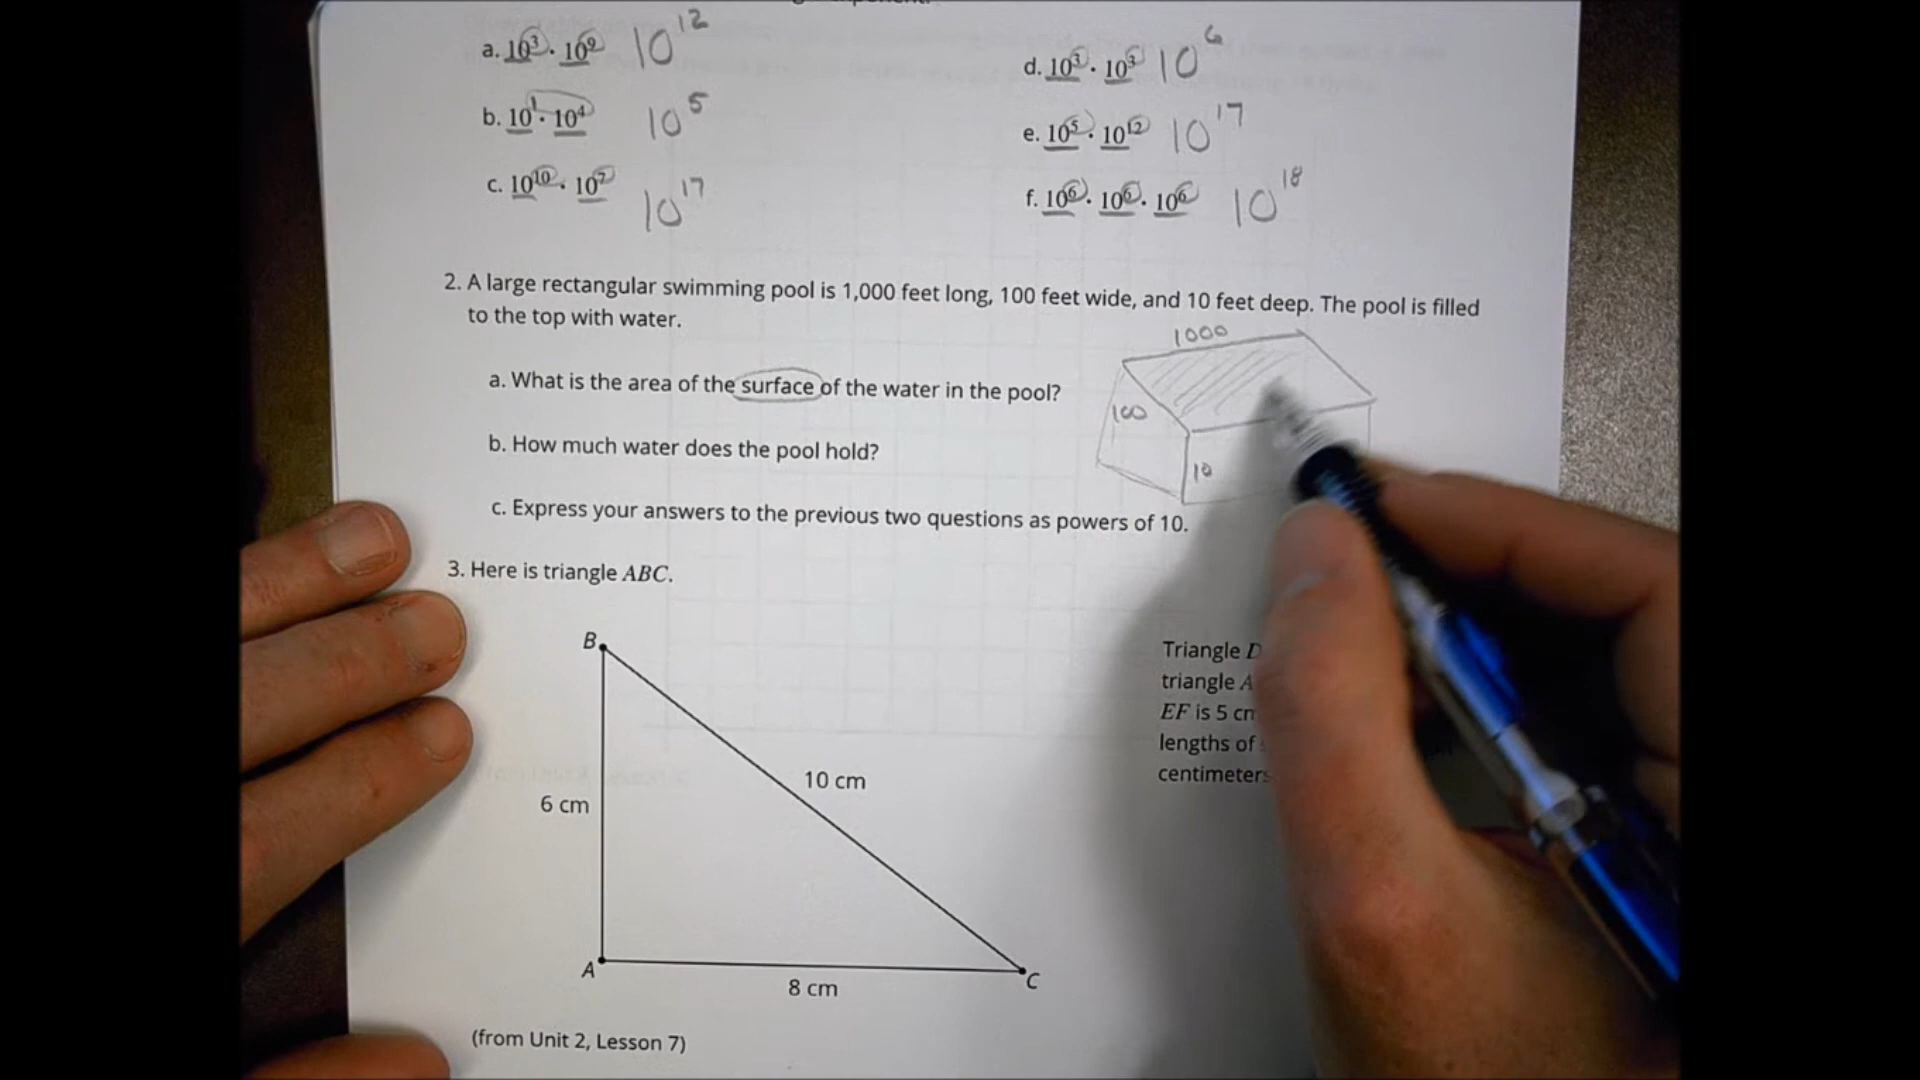 a. 10³ · 10⁹ 10¹²
b. 10¹ · 10⁴ 10⁵
c. 10¹⁰ · 10⁷ 10¹⁷
d. 10³ · 10³ 10⁶
e. 10⁵ · 10¹² 10¹⁷
f. 10⁶ · 10⁶ · 10⁶ 10¹⁸
2. A large rectangular swimming pool is 1,000 feet long, 100 feet wide, and 10 feet deep. The pool is filled
to the top with water.
1000
a. What is the area of the surface of the water in the pool?
100
b. How much water does the pool hold?
10
c. Express your answers to the previous two questions as powers of 10.
3. Here is triangle ABC.
B
10 cm
6 cm
A
C
8 cm
Triangle
triangle
EF is 5
lengths of
(from Unit 2, Lesson 7)